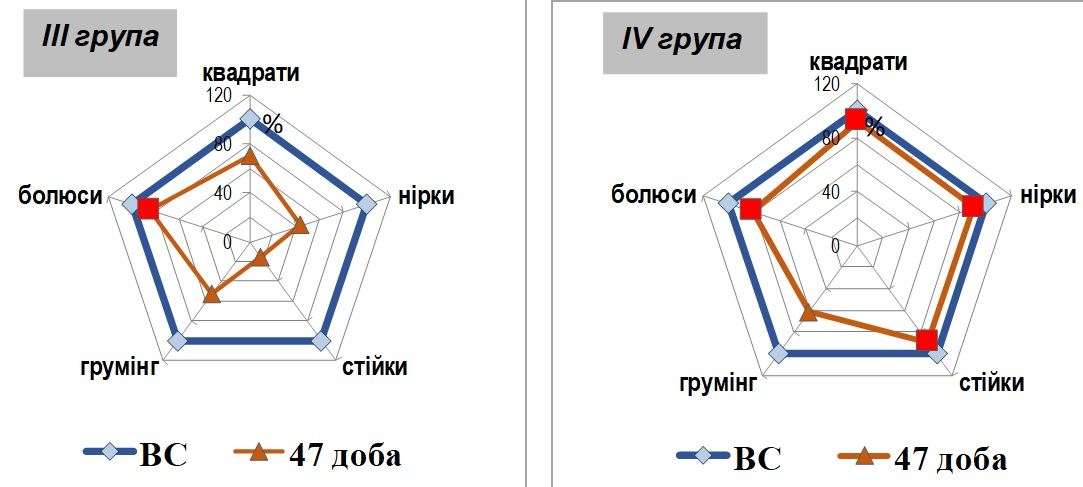 III група
квадрати
120
%
80
40
0
болюси
нірки
грумінг
стійки
ВС
47 доба
IV група
квадрати
120
%
80
40
0
болюси
нірки
грумінг
стійки
ВС
47 доба